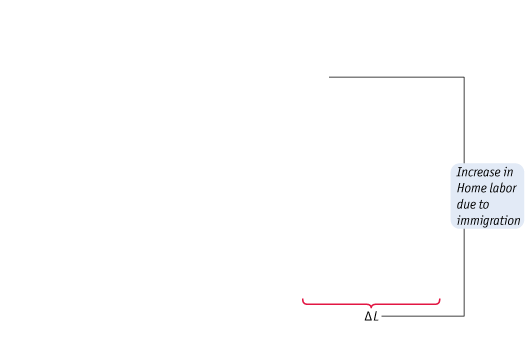 Increase in
Home labor
due to
immigration
ΔL